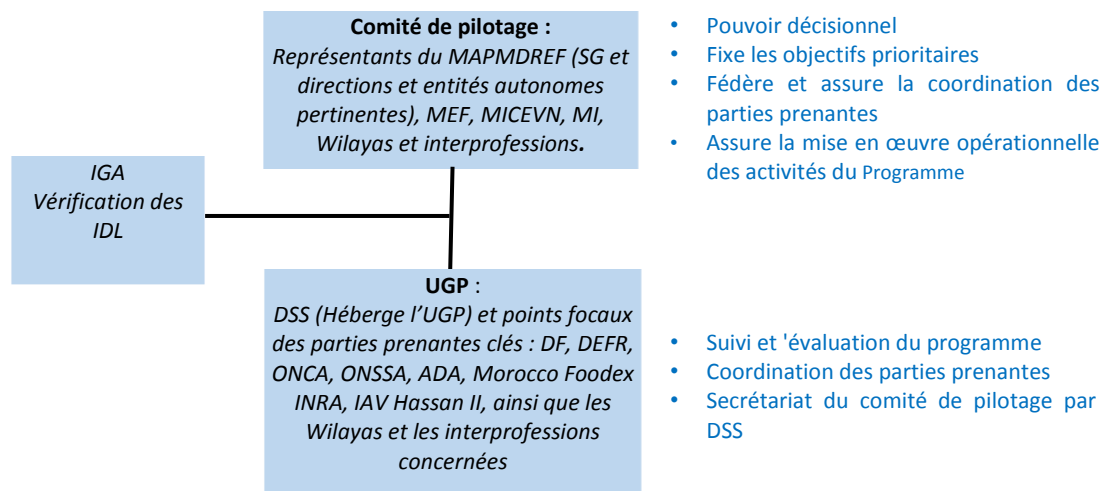 Comité de pilotage :
Représentants du MAPMDREF (SG et
directions et entités autonomes
pertinentes), MEF, MICEVN, MI,
Wilayas et interprofessions.
• Pouvoir décisionnel
• Fixe les objectifs prioritaires
• Fédère et assure la coordination des
parties prenantes
• Assure la mise en œuvre opérationnelle
des activités du Programme
IGA
Vérification des
IDL
UGP :
DSS (Héberge l'UGP) et points focaux
des parties prenantes clés : DF, DEFR,
ONCA, ONSSA, ADA, Morocco Foodex
INRA, IAV Hassan II, ainsi que les
Wilayas et les interprofessions
concernées
• Suivi et 'évaluation du programme
• Coordination des parties prenantes
• Secrétariat du comité de pilotage par
DSS